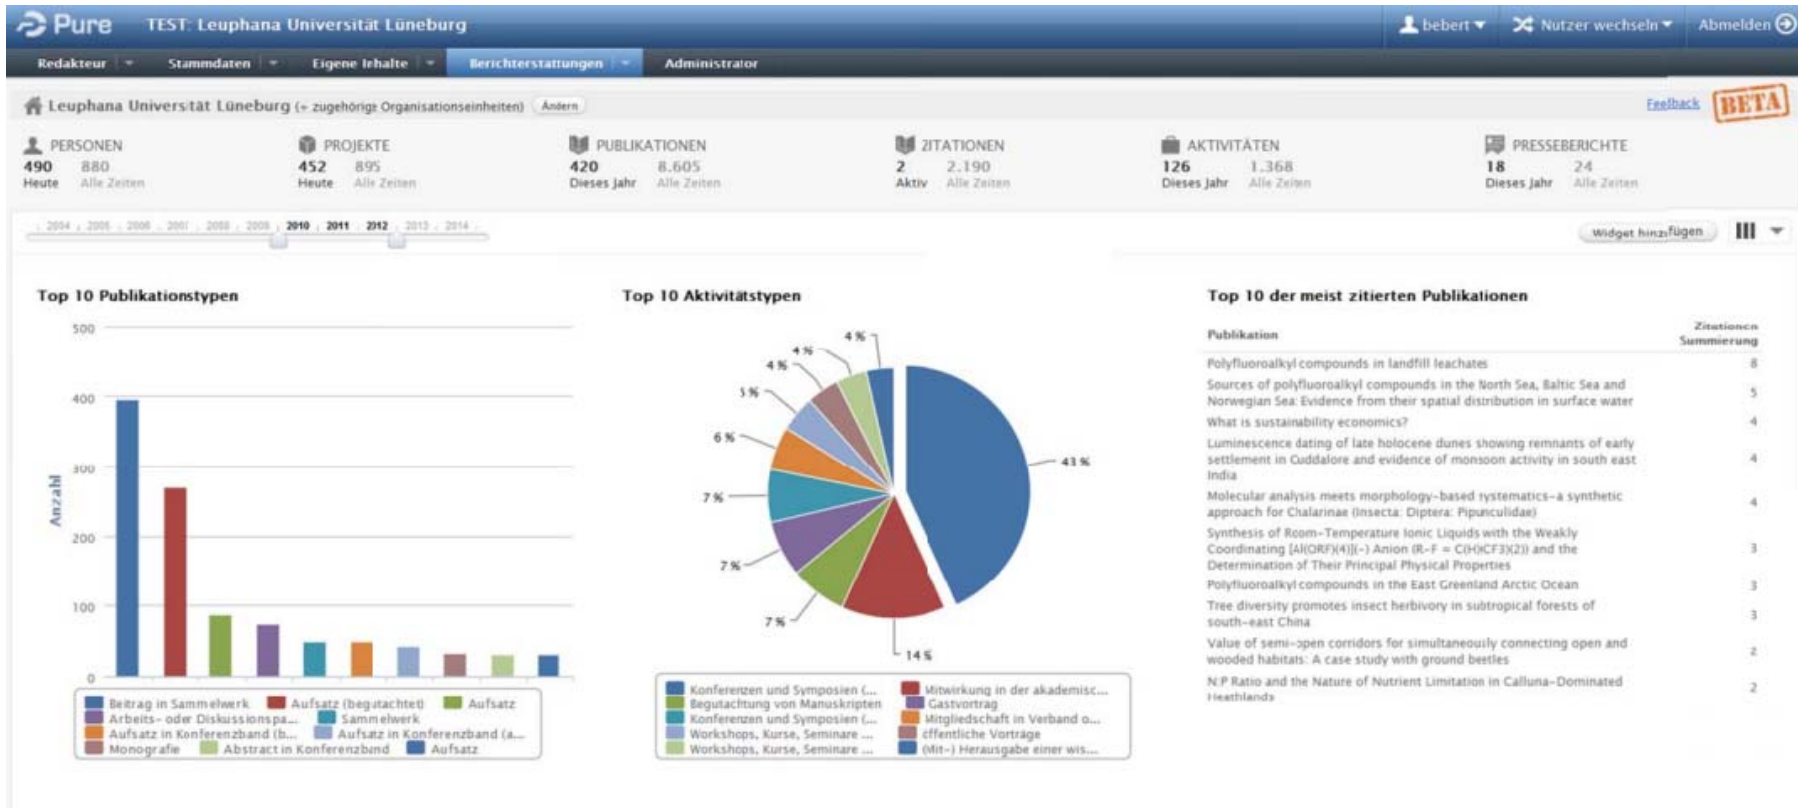 Pure TEST: Leuphana Universität Lüneburg bebert Nutzer wechseln Abmelden
Redakteur Stammdaten Eigene Inhalte Berichterstattungen Administrator
Leuphana Universität Lüneburg (+ zugehörige Organisationseinheiten) Ändern Feedback BETA
PERSONEN PROJEKTE PUBLIKATIONEN ZITATIONEN AKTIVITÄTEN PRESSEBERICHTE
490 880 452 895 420 8.605 2 2.190 126 1.368 18 24
Heute Alle Zeiten Heute Alle Zeiten Dieses Jahr Alle Zeiten Aktiv Alle Zeiten Dieses Jahr Alle Zeiten Dieses Jahr Alle Zeiten
2004 2005 2006 2007 2008 2009 2010 2011 2012 2013 2014 Widget hinzufügen
Top 10 Publikationstypen
Anzahl
500
400
300
200
100
0
Beitrag in Sammelwerk Aufsatz (begutachtet) Aufsatz
Arbeits- oder Diskussionspa... Sammelwerk
Aufsatz in Konferenzband (b... Aufsatz in Konferenzband (a...
Monografie Abstract in Konferenzband Aufsatz
Top 10 Aktivitätstypen
4 %
4 %
4 %
5 %
6 %
43 %
7 %
7 %
7 %
14 %
Konferenzen und Symposien (... Mitwirkung in der akademisc...
Begutachtung von Manuskripten Gastvortrag
Konferenzen und Symposien (... Mitgliedschaft in Verband o...
Workshops, Kurse, Seminare ... öffentliche Vorträge
Workshops, Kurse, Seminare ... (Mit-) Herausgabe einer wis...
Top 10 der meist zitierten Publikationen
Publikation Zitationen
Summierung
Polyfluoroalkyl compounds in landfill leachates 8
Sources of polyfluoroalkyl compounds in the North Sea, Baltic Sea and
Norwegian Sea: Evidence from their spatial distribution in surface water 5
What is sustainability economics? 4
Luminescence dating of late holocene dunes showing remnants of early
settlement in Cuddalore and evidence of monsoon activity in south east 4
India
Molecular analysis meets morphology-based systematics-a synthetic
approach for Chalarinae (Insecta: Diptera: Pipunculidae) 4
Synthesis of Room-Temperature Ionic Liquids with the Weakly
Coordinating [Al(ORF)(4)](-) Anion (R-F = C(H)(CF3)(2)) and the 3
Determination of Their Principal Physical Properties
Polyfluoroalkyl compounds in the East Greenland Arctic Ocean 3
Tree diversity promotes insect herbivory in subtropical forests of
south-east China 3
Value of semi-open corridors for simultaneously connecting open and
wooded habitats: A case study with ground beetles 2
N:P Ratio and the Nature of Nutrient Limitation in Calluna-Dominated
Heathlands 2